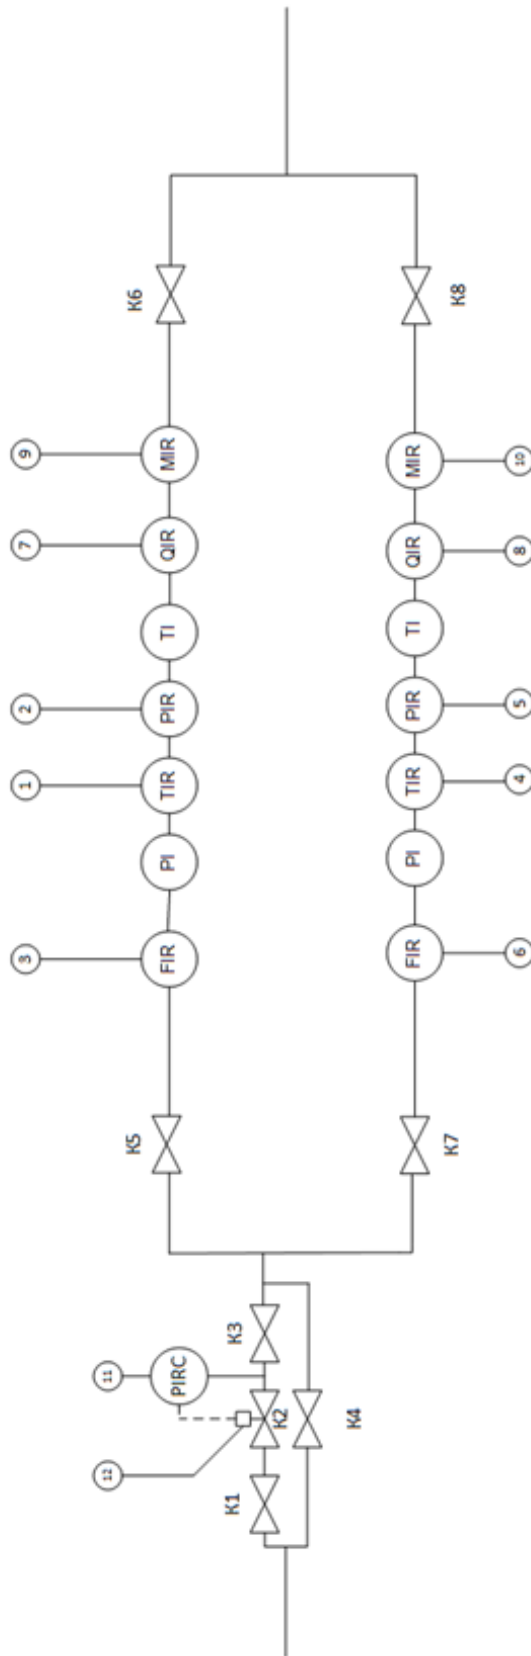 3 1 2 7 9
12 11
K5 K6
FIR PI TIR PIR TI QIR MIR
PIRC
K1 K3
K2
K4
FIR PI TIR PIR TI QIR MIR
K7 K8
6 4 5 8 10